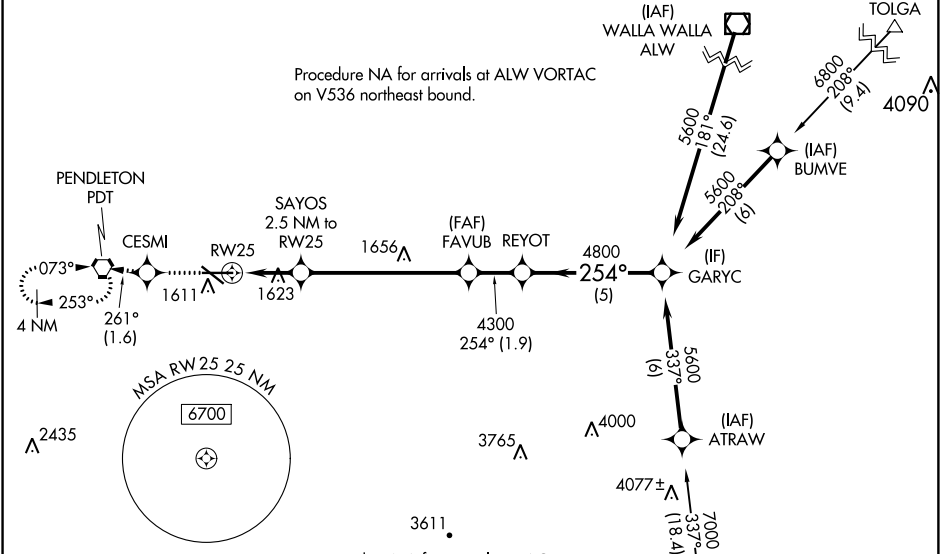 (IAF)
WALLA WALLA
ALW
TOLGA
Procedure NA for arrivals at ALW VORTAC
on V536 northeast bound.
6800
208°
(9.4)
4090
5600
181°
(24.6)
(IAF)
BUMVE
5600
208°
(6)
PENDLETON
PDT
CESMI
RW25
SAYOS
2.5 NM to
RW25
1656
(FAF)
FAVUB
REYOT
4800
254°
(5)
(IF)
GARYC
073°
253°
4 NM
261°
(1.6)
1611
1623
4300
254° (1.9)
5600
337°
(6)
MSA RW25 25 NM
6700
2435
3765
4000
(IAF)
ATRAW
4077±
7000
337°
(18.4)
3611